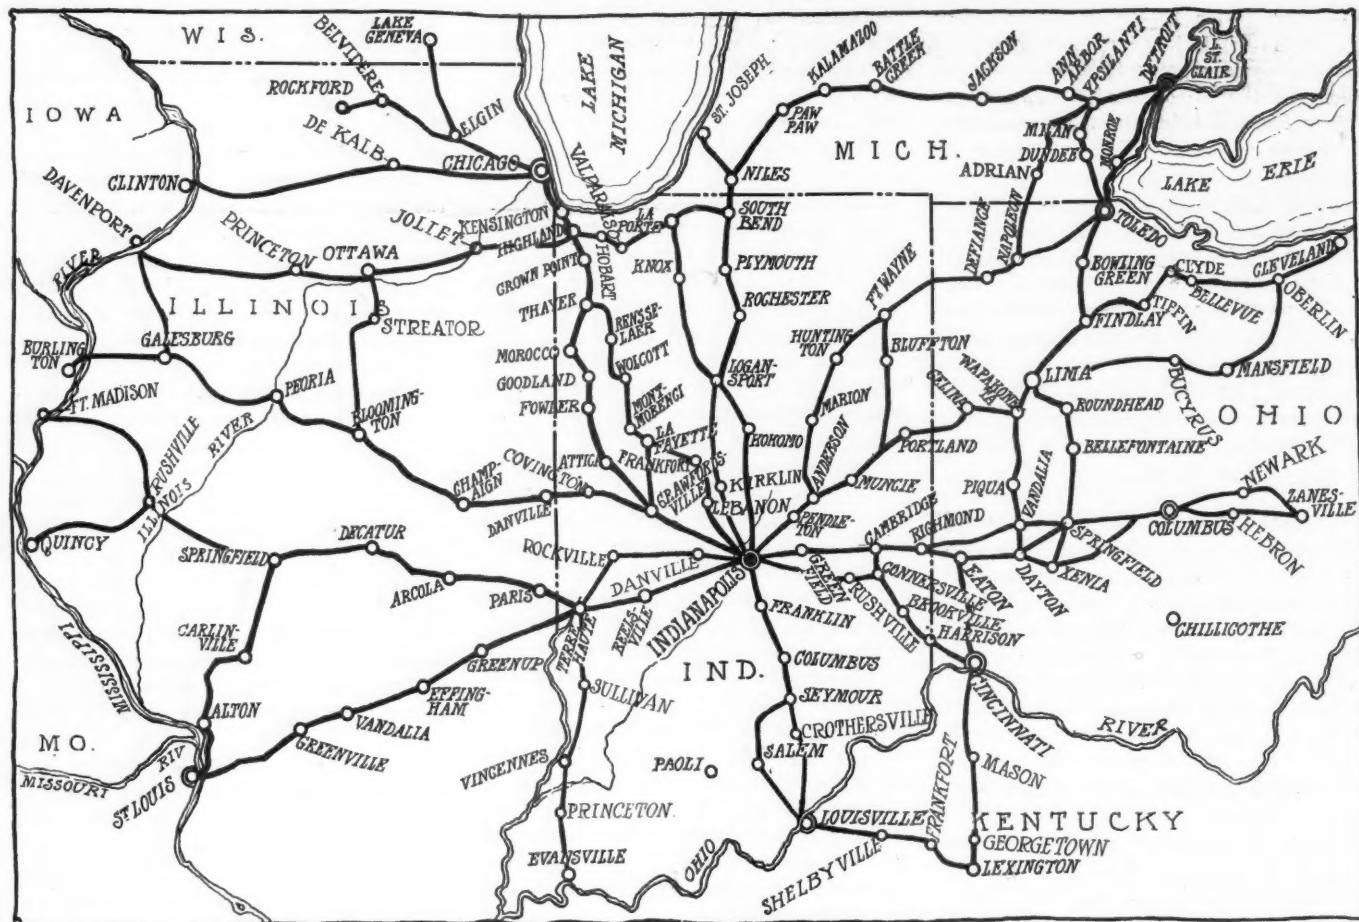 WIS.
LAKE
GENEVA
BELVIDERE
ROCKFORD
ELGIN
IOWA
DE KALB.
CHICAGO
CLINTON
DAVENPORT
RIVER
PRINCETON
OTTAWA
JOLIET
KENSINGTON
HIGHLAND
ILLINOIS
STREATOR
GALESBURG
BURLING
TON
FT. MADISON
PEORIA
BLOOMING-
TON
RUSHVILLE
ILLINOIS
RIVER
QUINCY
SPRINGFIELD
DECATUR
ARCOLA
PARIS
CHAMP-
AIGN
DANVILLE
COVINGTON
CARLIN-
VILLE
ALTON
MISSISSIPPI
MO.
MISSOURI
RIV
ST LOUIS
GREENVILLE
VANDALIA
EFFING-
HAM
GREENUP
LAKE
MICHIGAN
ST. JOSEPH
KALAMAZOO
BATTLE
GREEN
JACKSON
ANN
ARBOR
YPSILANTI
DETROIT
L.
ST.
CLAIR
PAW
PAW
MICH.
NILES
ADRIAN
DUNDEE
MONROE
LAKE
ERIE
TOLEDO
VALPARAISO
LA
PORTE
SOUTH
BEND
HOBART
CROWN POINT
KNOX
PLYMOUTH
THAYER
RENSSE-
LAER
ROCHESTER
MOROCCO
WOLCOTT
GOODLAND
FOWLER
LOGAN-
SPORT
LA
FAYETTE
ATTICA
FRANKFORT
CRAWFORDS-
VILLE
KOKOMO
KIRKLIN
LEBANON
FT WAYNE
HUNTING
TON
BLUFFTON
MARION
ANDERSON
PENDLE-
TON
MUNCIE
PORTLAND
CELINA
WAPAKONE
TA
DEFIANCE
NAPOLEON
BOWLING
GREEN
CLYDE
BELLEVUE
TIFFIN
CLEVELAND
OBERLIN
FINDLAY
LIMA
BUCYRUS
MANSFIELD
OHIO
ROUNDHEAD
BELLEFONTAINE
PIQUA
VANDALIA
NEWARK
ZANES-
VILLE
COLUMBUS
HEBRON
SPRINGFIELD
XENIA
DAYTON
EATON
RICHMOND
CAMBRIDGE
GREEN
FIELD
CONNERSVILLE
RUSHVILLE
BROOKVILLE
HARRISON
CHILLICOTHE
CINCINNATI
ROCKVILLE
DANVILLE
INDIANAPOLIS
TERRE
HAUTE
REELS-
VILLE
FRANKLIN
COLUMBUS
IND.
SEYMOUR
CROTHERSVILLE
SALEM
PAOLI
SULLIVAN
VINCENNES
PRINCETON.
EVANSVILLE
OHIO
RIVER
LOUISVILLE
SHELBYVILLE
FRANKFORT
MASON
KENTUCKY
GEORGETOWN
LEXINGTON